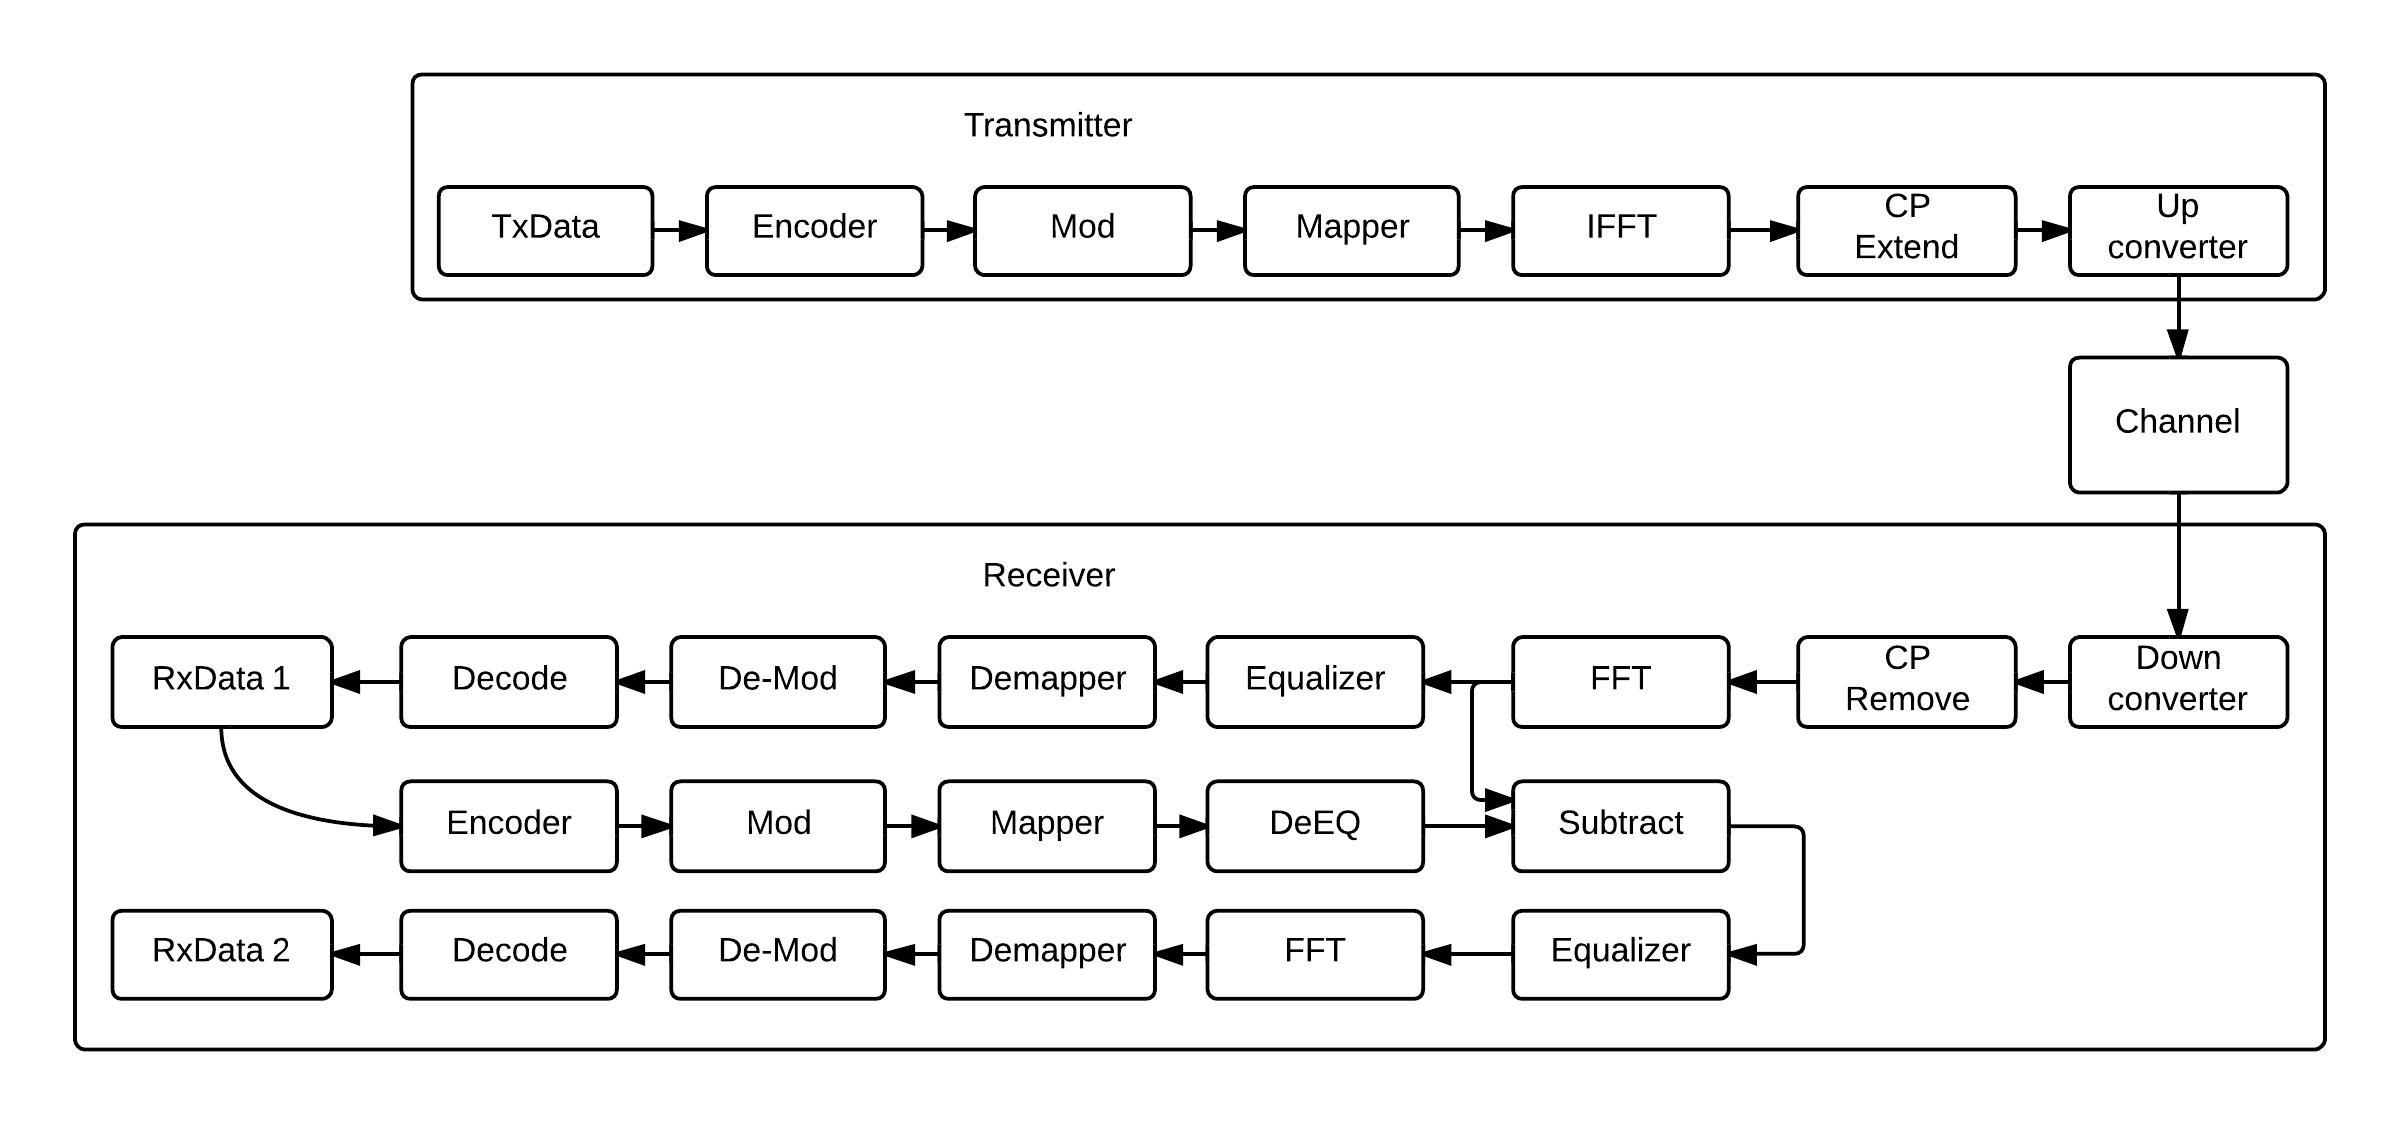 Transmitter
TxData
Encoder
Mod
Mapper
IFFT
CP
Extend
Up
converter
Channel
Receiver
RxData 1
Decode
De-Mod
Demapper
Equalizer
FFT
CP
Remove
Down
converter
Encoder
Mod
Mapper
DeEQ
Subtract
RxData 2
Decode
De-Mod
Demapper
FFT
Equalizer